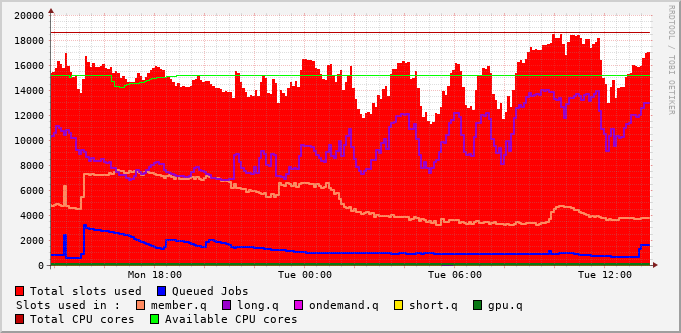 20000
18000
16000
14000
12000
10000
8000
6000
4000
2000
0
Mon 18:00 Tue 00:00 Tue 06:00 Tue 12:00
RRDTOOL / TOBI OETIKER
Total slots used Queued Jobs
Slots used in : member.q long.q ondemand.q short.q gpu.q
Total CPU cores Available CPU cores